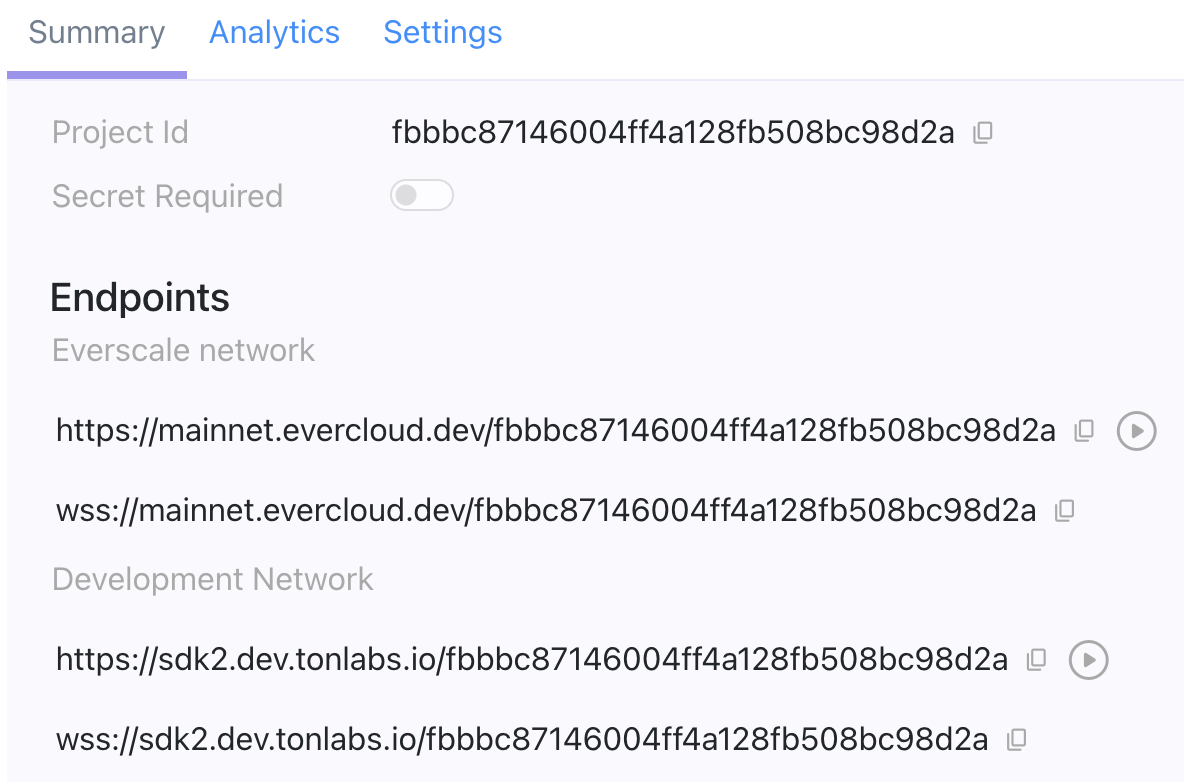 Summary Analytics Settings
Project Id fbbbc87146004ff4a128fb508bc98d2a
Secret Required
Endpoints
Everscale network
https://mainnet.evercloud.dev/fbbbc87146004ff4a128fb508bc98d2a
wss://mainnet.evercloud.dev/fbbbc87146004ff4a128fb508bc98d2a
Development Network
https://sdk2.dev.tonlabs.io/fbbbc87146004ff4a128fb508bc98d2a
wss://sdk2.dev.tonlabs.io/fbbbc87146004ff4a128fb508bc98d2a